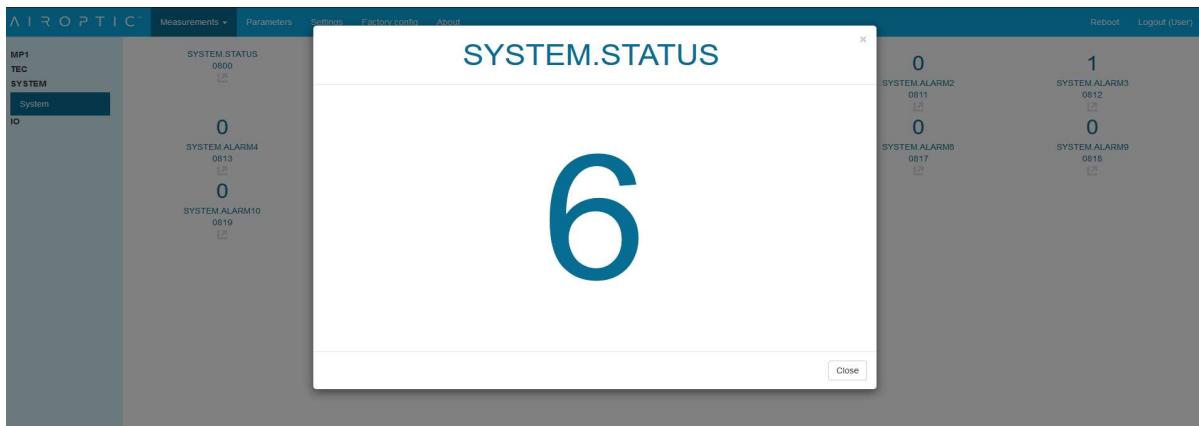 AIROPTIC Measurements Parameters Settings Factory config About Reboot Logout (User)
MP1
TEC
SYSTEM
System
IO
SYSTEM.STATUS
0800
SYSTEM.STATUS
×
6
Close
0
SYSTEM.ALARM2
0811
1
SYSTEM.ALARM3
0812
0
SYSTEM.ALARM4
0813
0
SYSTEM.ALARM8
0817
0
SYSTEM.ALARM9
0818
0
SYSTEM.ALARM10
0819